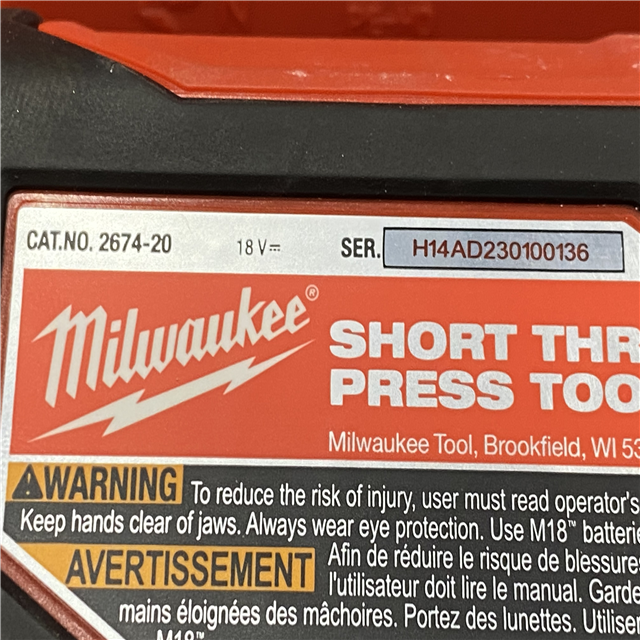 CAT.NO. 2674-20 18 V⎓ SER. H14AD230100136
Milwaukee®
SHORT THR
PRESS TOO
Milwaukee Tool, Brookfield, WI 53
⚠WARNING To reduce the risk of injury, user must read operator's
Keep hands clear of jaws. Always wear eye protection. Use M18™ batterie
AVERTISSEMENT Afin de réduire le risque de blessures
l'utilisateur doit lire le manual. Garde
mains éloignées des mâchoires. Portez des lunettes. Utiliser
M18™